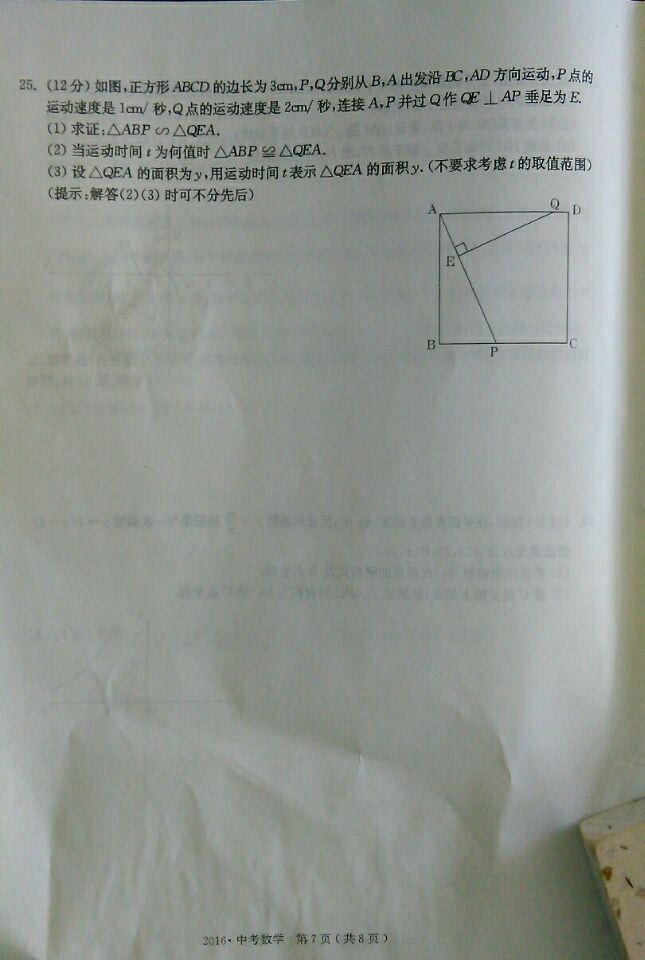 25. (12分)如图,正方形ABCD的边长为3cm,P,Q分别从B,A出发沿BC,AD方向运动,P点的
运动速度是1cm/秒,Q点的运动速度是2cm/秒,连接A,P并过Q作QE⊥AP垂足为E.
(1)求证:△ABP∽△QEA.
(2)当运动时间t为何值时△ABP≌△QEA.
(3)设△QEA的面积为y,用运动时间t表示△QEA的面积y.(不要求考虑t的取值范围)
(提示:解答(2)(3)时可不分先后)
A Q D
E
B P C
2016·中考数学 第7页(共8页)